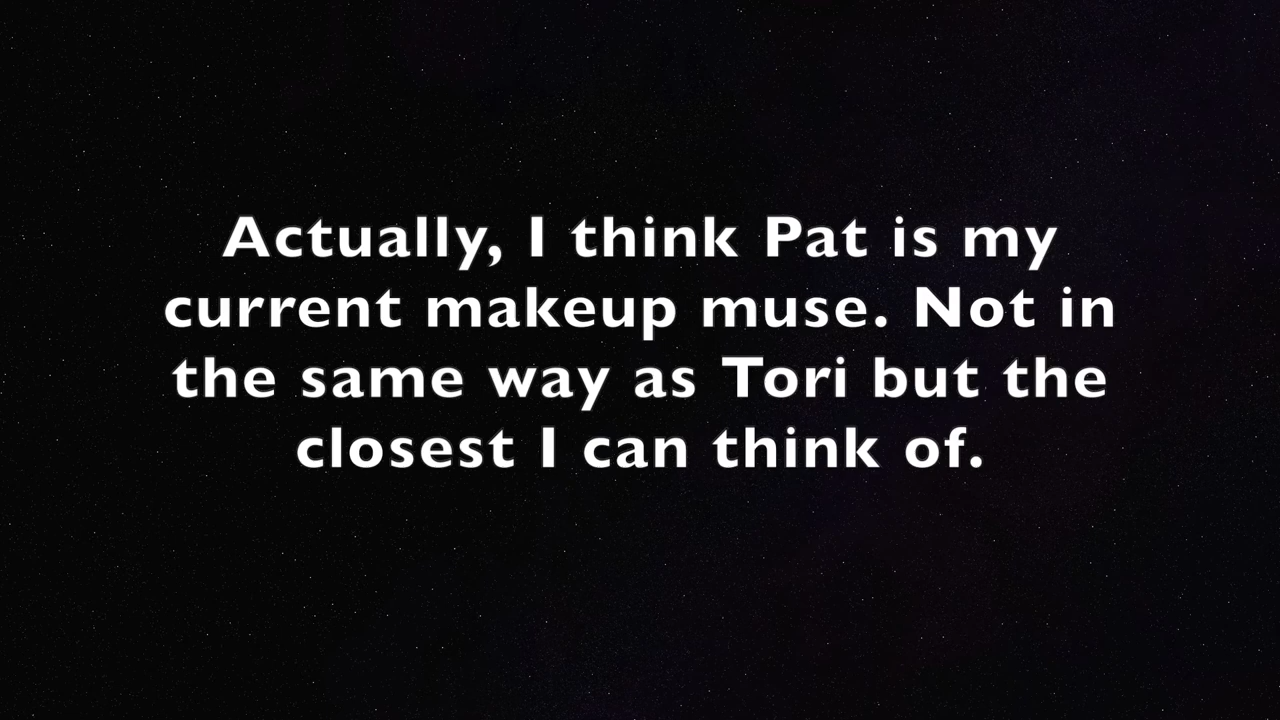 Actually, I think Pat is my
current makeup muse. Not in
the same way as Tori but the
closest I can think of.